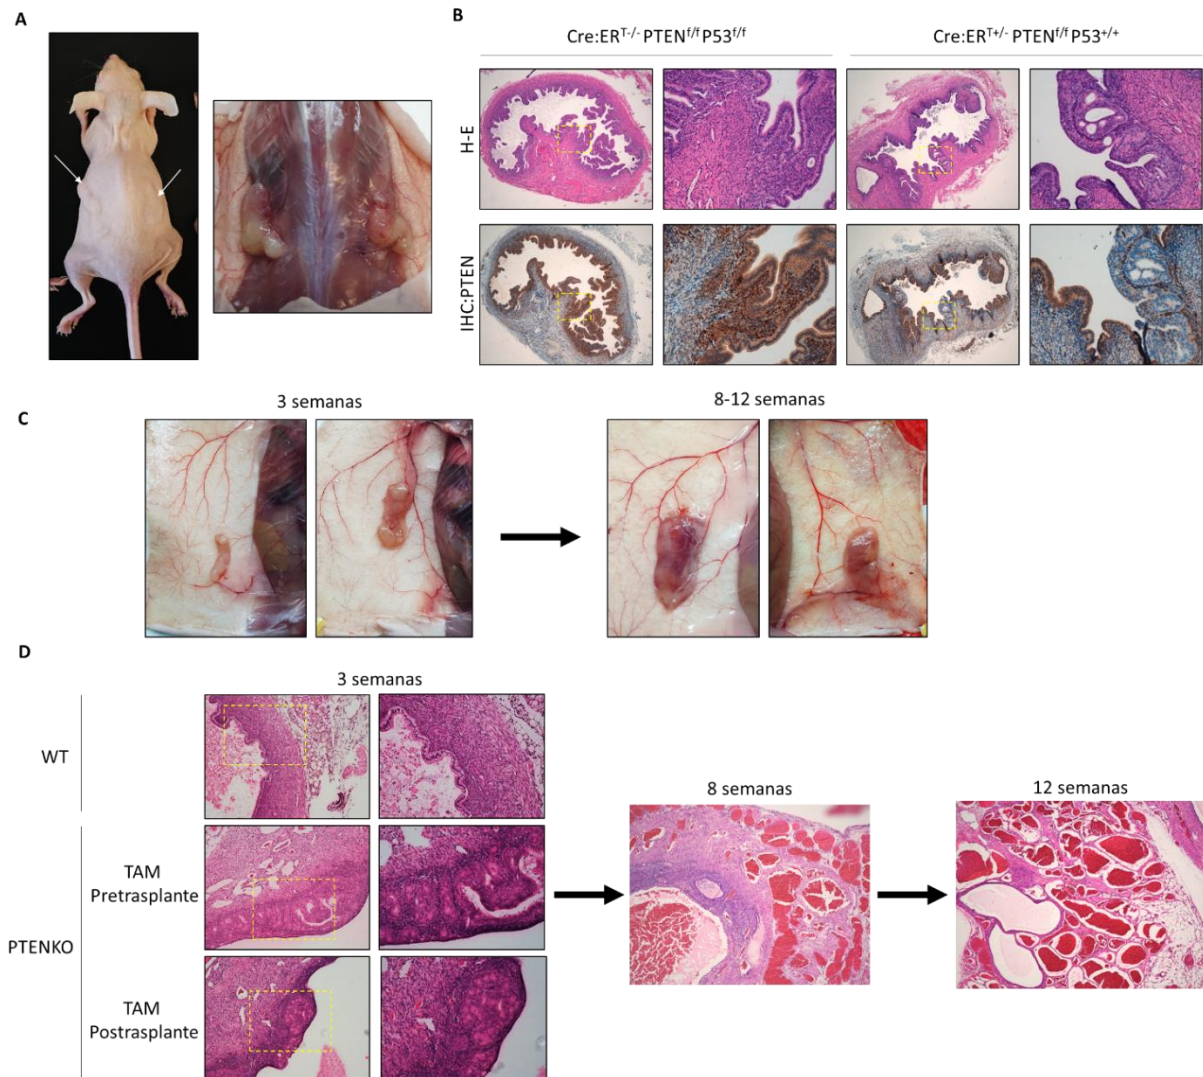 A
B
Cre:ER^T-/- PTEN^f/f P53^f/f
Cre:ER^T+/- PTEN^f/f P53^+/+
H-E
IHC:PTEN
C
3 semanas
8-12 semanas
D
3 semanas
WT
8 semanas
12 semanas
TAM
Pretrasplante
PTENKO
TAM
Postrasplante